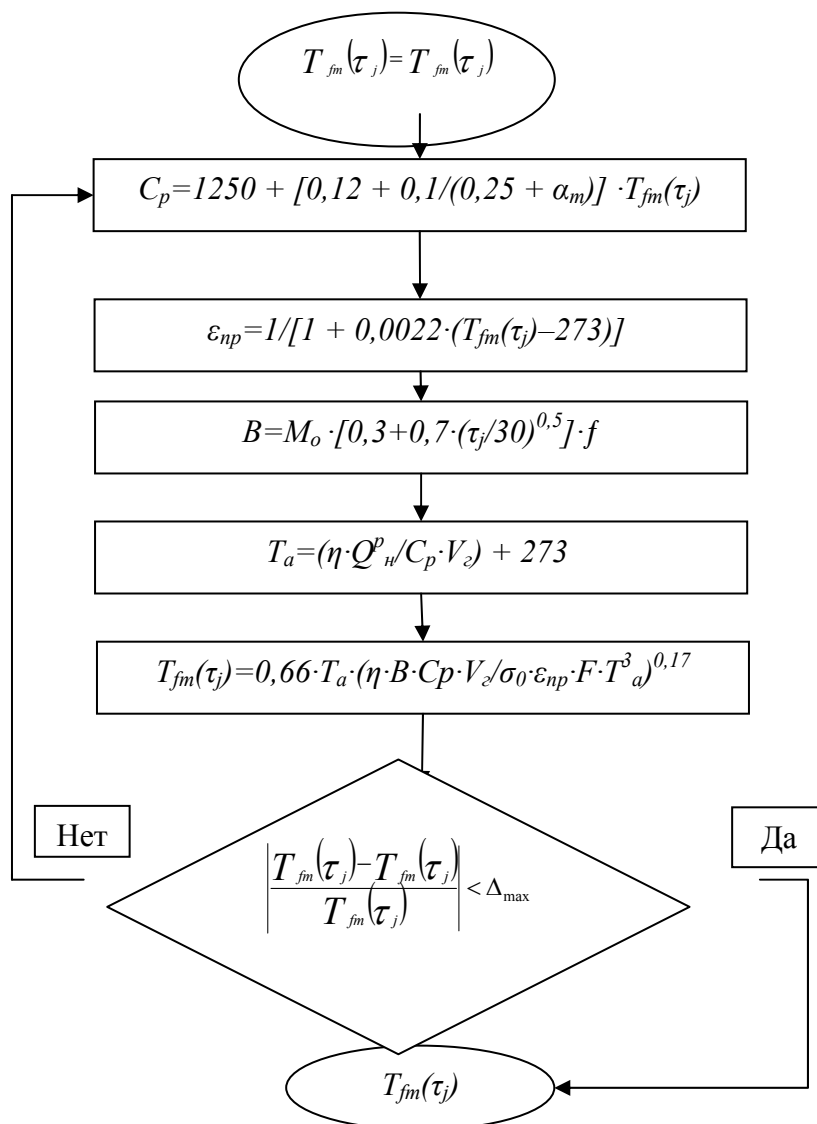 T_fm(τ_j)=T_fm(τ_j)
C_p=1250 + [0,12 + 0,1/(0,25 + α_m)] ·T_fm(τ_j)
ε_пр=1/[1 + 0,0022·(T_fm(τ_j)–273)]
B=M_o ·[0,3+0,7·(τ_j/30)^0,5]·f
T_a=(η·Q^p_н/C_p·V_г) + 273
T_fm(τ_j)=0,66·T_a·(η·B·Cp·V_г/σ_0·ε_пр·F·T^3_a)^0,17
Нет
Да
|(T_fm(τ_j)−T_fm(τ_j))/T_fm(τ_j)| < Δ_max
T_fm(τ_j)